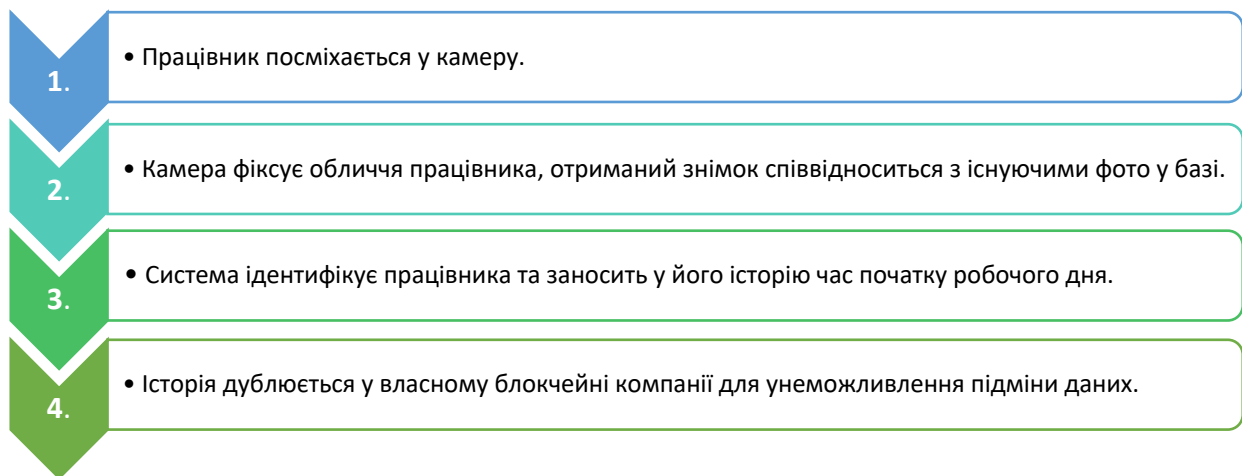 1.
• Працівник посміхається у камеру.
2.
• Камера фіксує обличчя працівника, отриманий знімок співвідноситься з існуючими фото у базі.
3.
• Система ідентифікує працівника та заносить у його історію час початку робочого дня.
4.
• Історія дублюється у власному блокчейні компанії для унеможливлення підміни даних.